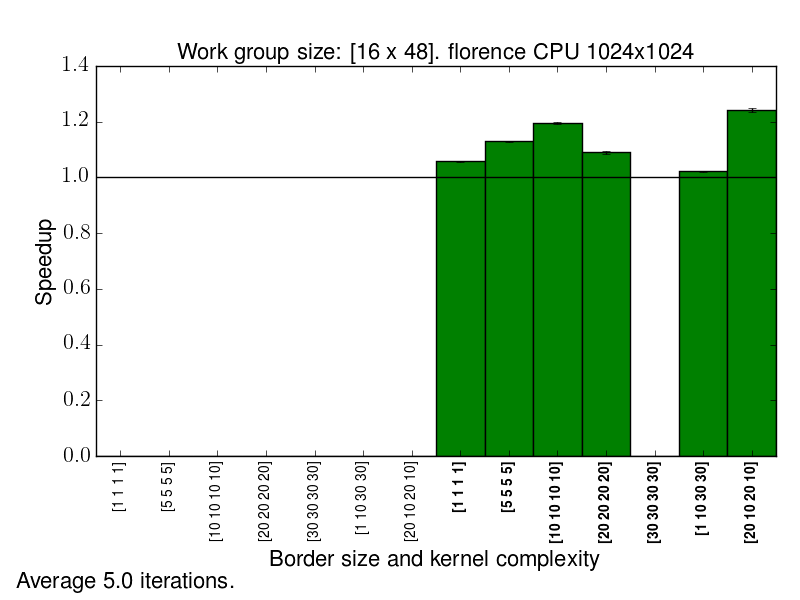 Work group size: [16 x 48]. florence CPU 1024x1024
1.4
1.2
1.0
0.8
0.6
0.4
0.2
0.0
Speedup
[1 1 1 1]
[5 5 5 5]
[10 10 10 10]
[20 20 20 20]
[30 30 30 30]
[1 10 30 30]
[20 10 20 10]
[1 1 1 1]
[5 5 5 5]
[10 10 10 10]
[20 20 20 20]
[30 30 30 30]
[1 10 30 30]
[20 10 20 10]
Border size and kernel complexity
Average 5.0 iterations.